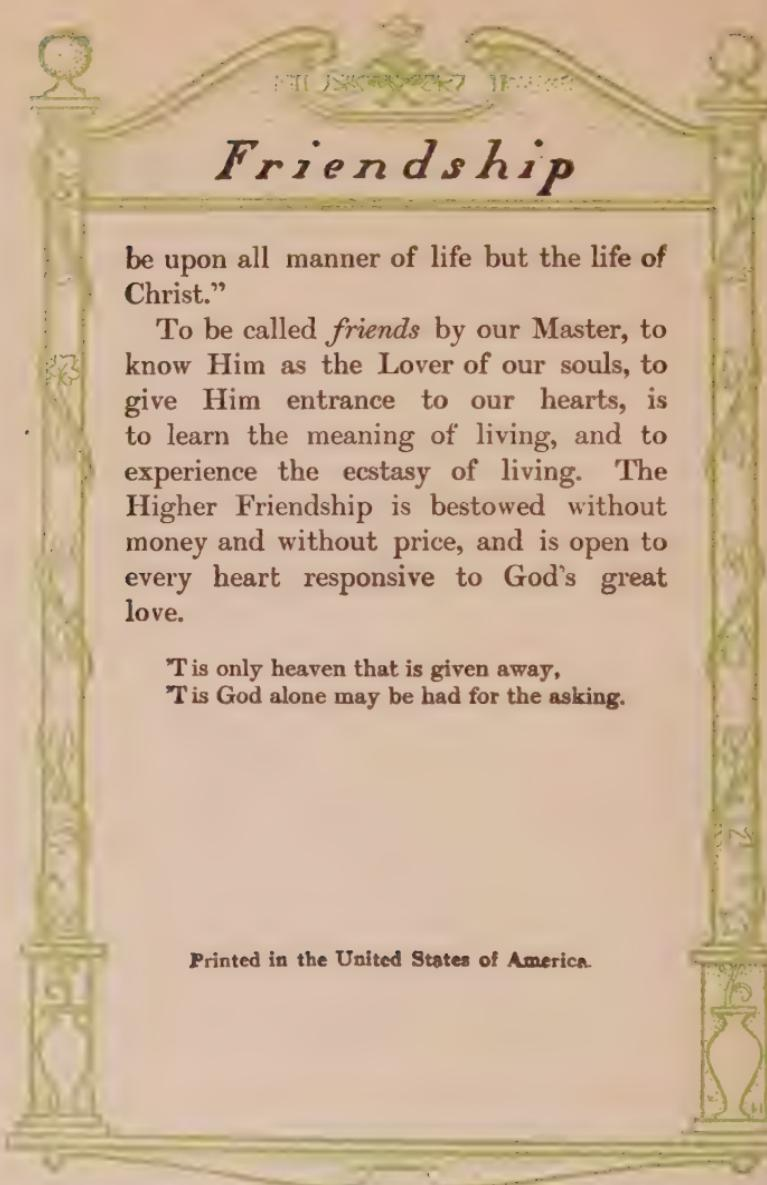 Friendship
be upon all manner of life but the life of
Christ.”
To be called friends by our Master, to
know Him as the Lover of our souls, to
give Him entrance to our hearts, is
to learn the meaning of living, and to
experience the ecstasy of living. The
Higher Friendship is bestowed without
money and without price, and is open to
every heart responsive to God's great
love.
'T is only heaven that is given away,
'T is God alone may be had for the asking.
Printed in the United States of America.